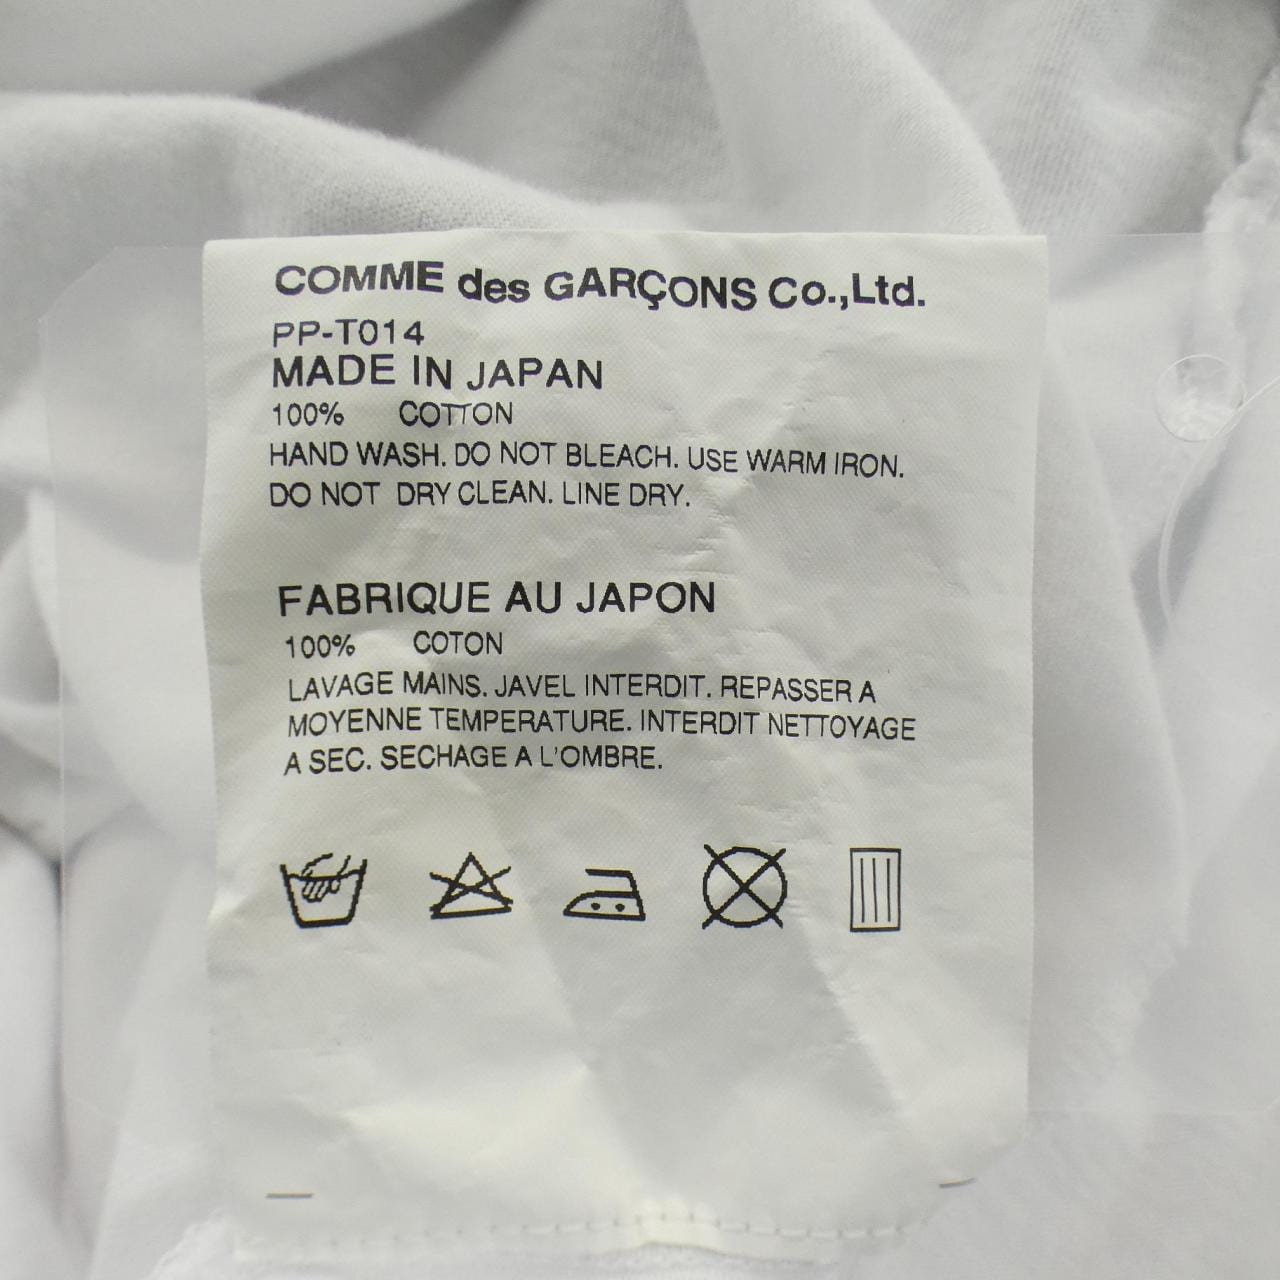 COMME des GARÇONS Co.,Ltd.
PP-T014
MADE IN JAPAN
100% COTTON
HAND WASH. DO NOT BLEACH. USE WARM IRON.
DO NOT DRY CLEAN. LINE DRY.
FABRIQUE AU JAPON
100% COTON
LAVAGE MAINS. JAVEL INTERDIT. REPASSER A
MOYENNE TEMPERATURE. INTERDIT NETTOYAGE
A SEC. SECHAGE A L'OMBRE.